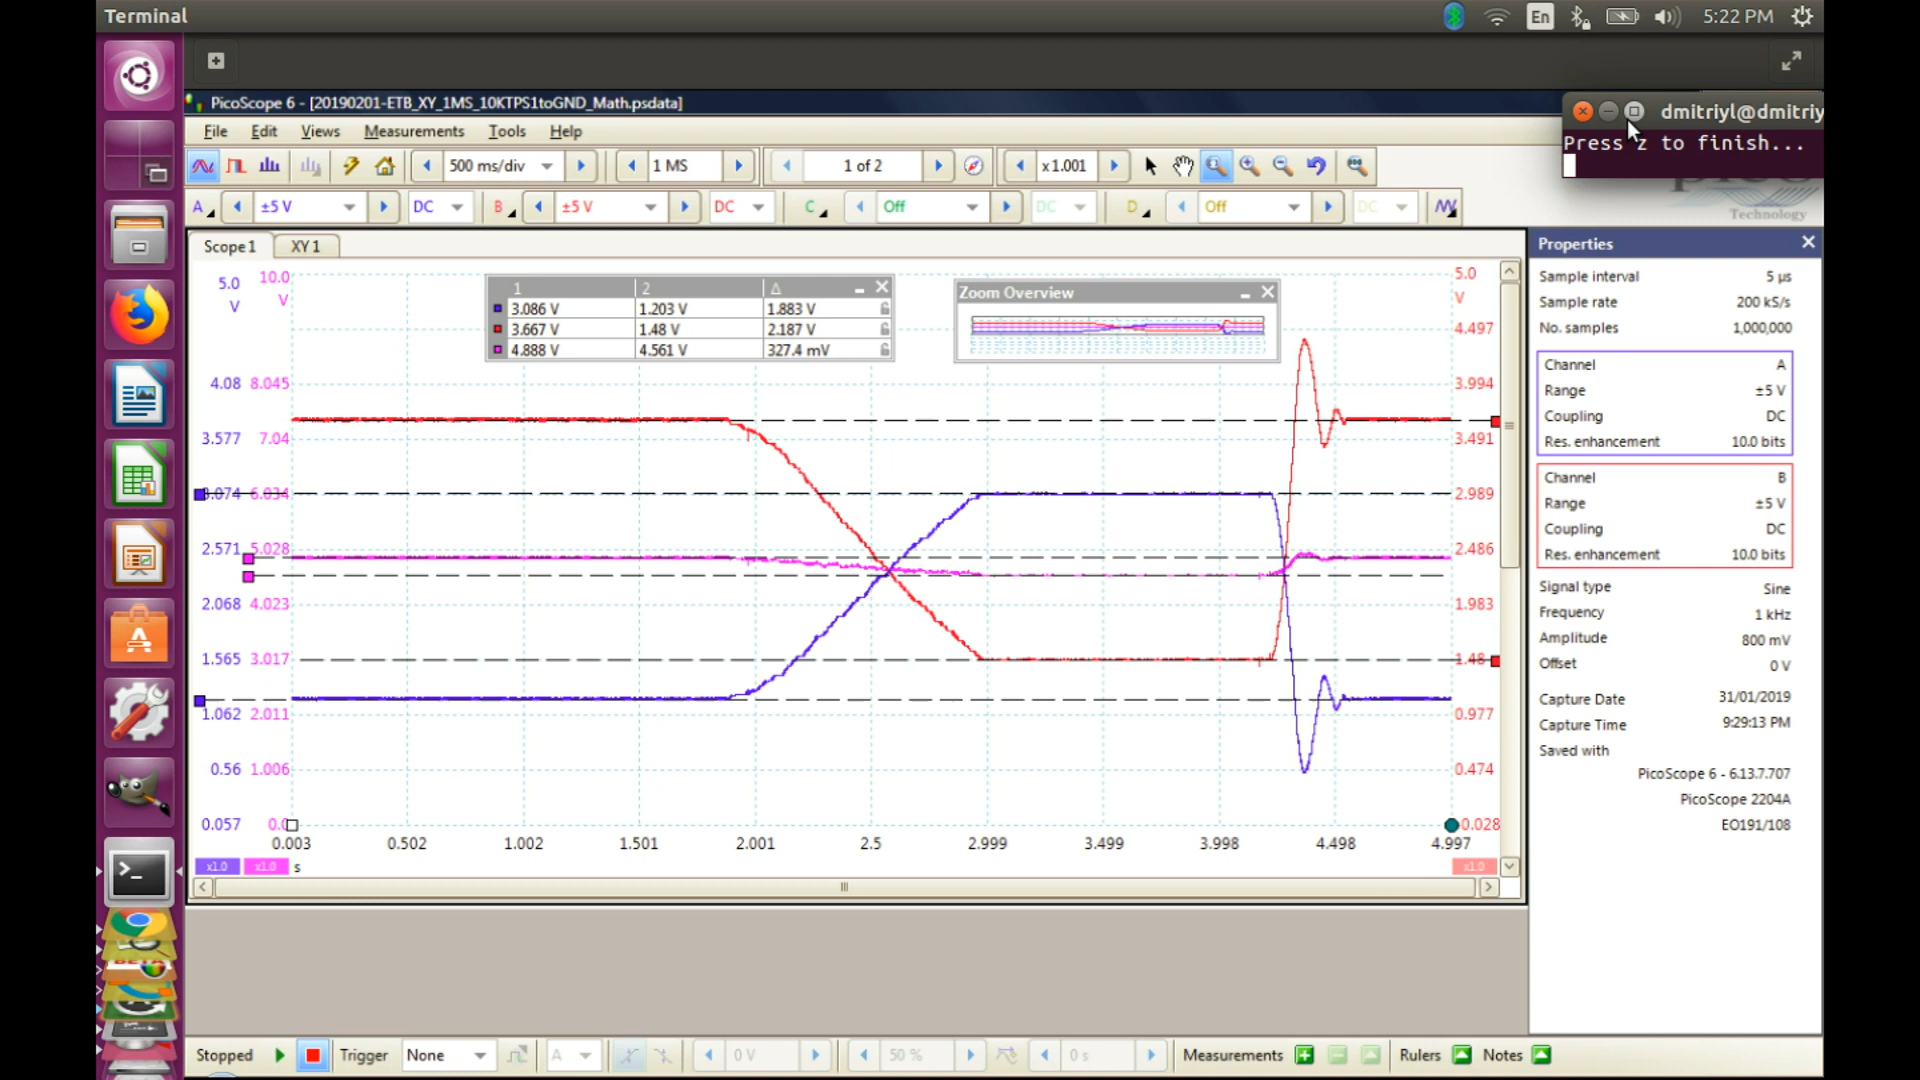 Terminal
En
5:22 PM
PicoScope 6 - [20190201-ETB_XY_1MS_10KTPS1toGND_Math.psdata]
dmitriyl@dmitriy
File Edit Views Measurements Tools Help
Press z to finish...
500 ms/div
1 MS
1 of 2
x1.001
A ±5 V DC B ±5 V DC C Off DC D Off DC
Technology
Scope 1 XY 1
Properties
1 2 Δ
3.086 V 1.203 V 1.883 V
3.667 V 1.48 V 2.187 V
4.888 V 4.561 V 327.4 mV
Zoom Overview
5.0 10.0
V V
4.08 8.045
3.577 7.04
3.074 6.034
2.571 5.028
2.068 4.023
1.565 3.017
1.062 2.011
0.56 1.006
0.057 0.0
5.0
V
4.497
3.994
3.491
2.989
2.486
1.983
1.48
0.977
0.474
0.028
0.003 0.502 1.002 1.501 2.001 2.5 2.999 3.499 3.998 4.498 4.997
x1.0 x1.0 s
x1.0
Sample interval 5 µs
Sample rate 200 kS/s
No. samples 1,000,000
Channel A
Range ±5 V
Coupling DC
Res. enhancement 10.0 bits
Channel B
Range ±5 V
Coupling DC
Res. enhancement 10.0 bits
Signal type Sine
Frequency 1 kHz
Amplitude 800 mV
Offset 0 V
Capture Date 31/01/2019
Capture Time 9:29:13 PM
Saved with
PicoScope 6 - 6.13.7.707
PicoScope 2204A
EO191/108
Stopped Trigger None A 0 V 50 % 0 s Measurements Rulers Notes